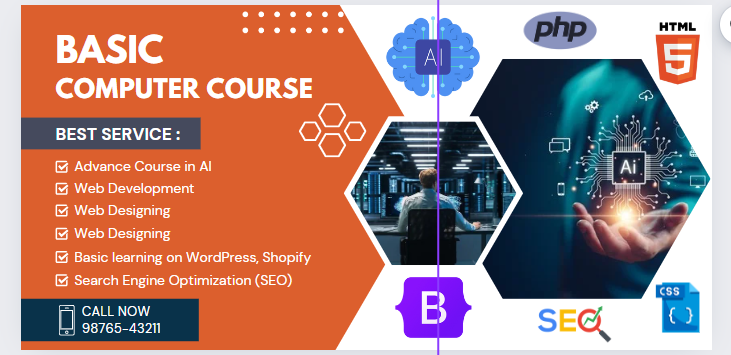 BASIC
COMPUTER COURSE
BEST SERVICE :
Advance Course in AI
Web Development
Web Designing
Web Designing
Basic learning on WordPress, Shopify
Search Engine Optimization (SEO)
CALL NOW
98765-43211
AI
php
HTML
5
Ai
B
SEO
CSS
{ }